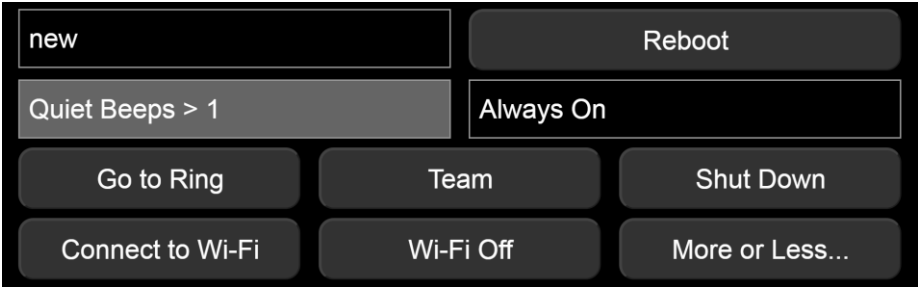 new
Reboot
Quiet Beeps > 1
Always On
Go to Ring
Team
Shut Down
Connect to Wi-Fi
Wi-Fi Off
More or Less...